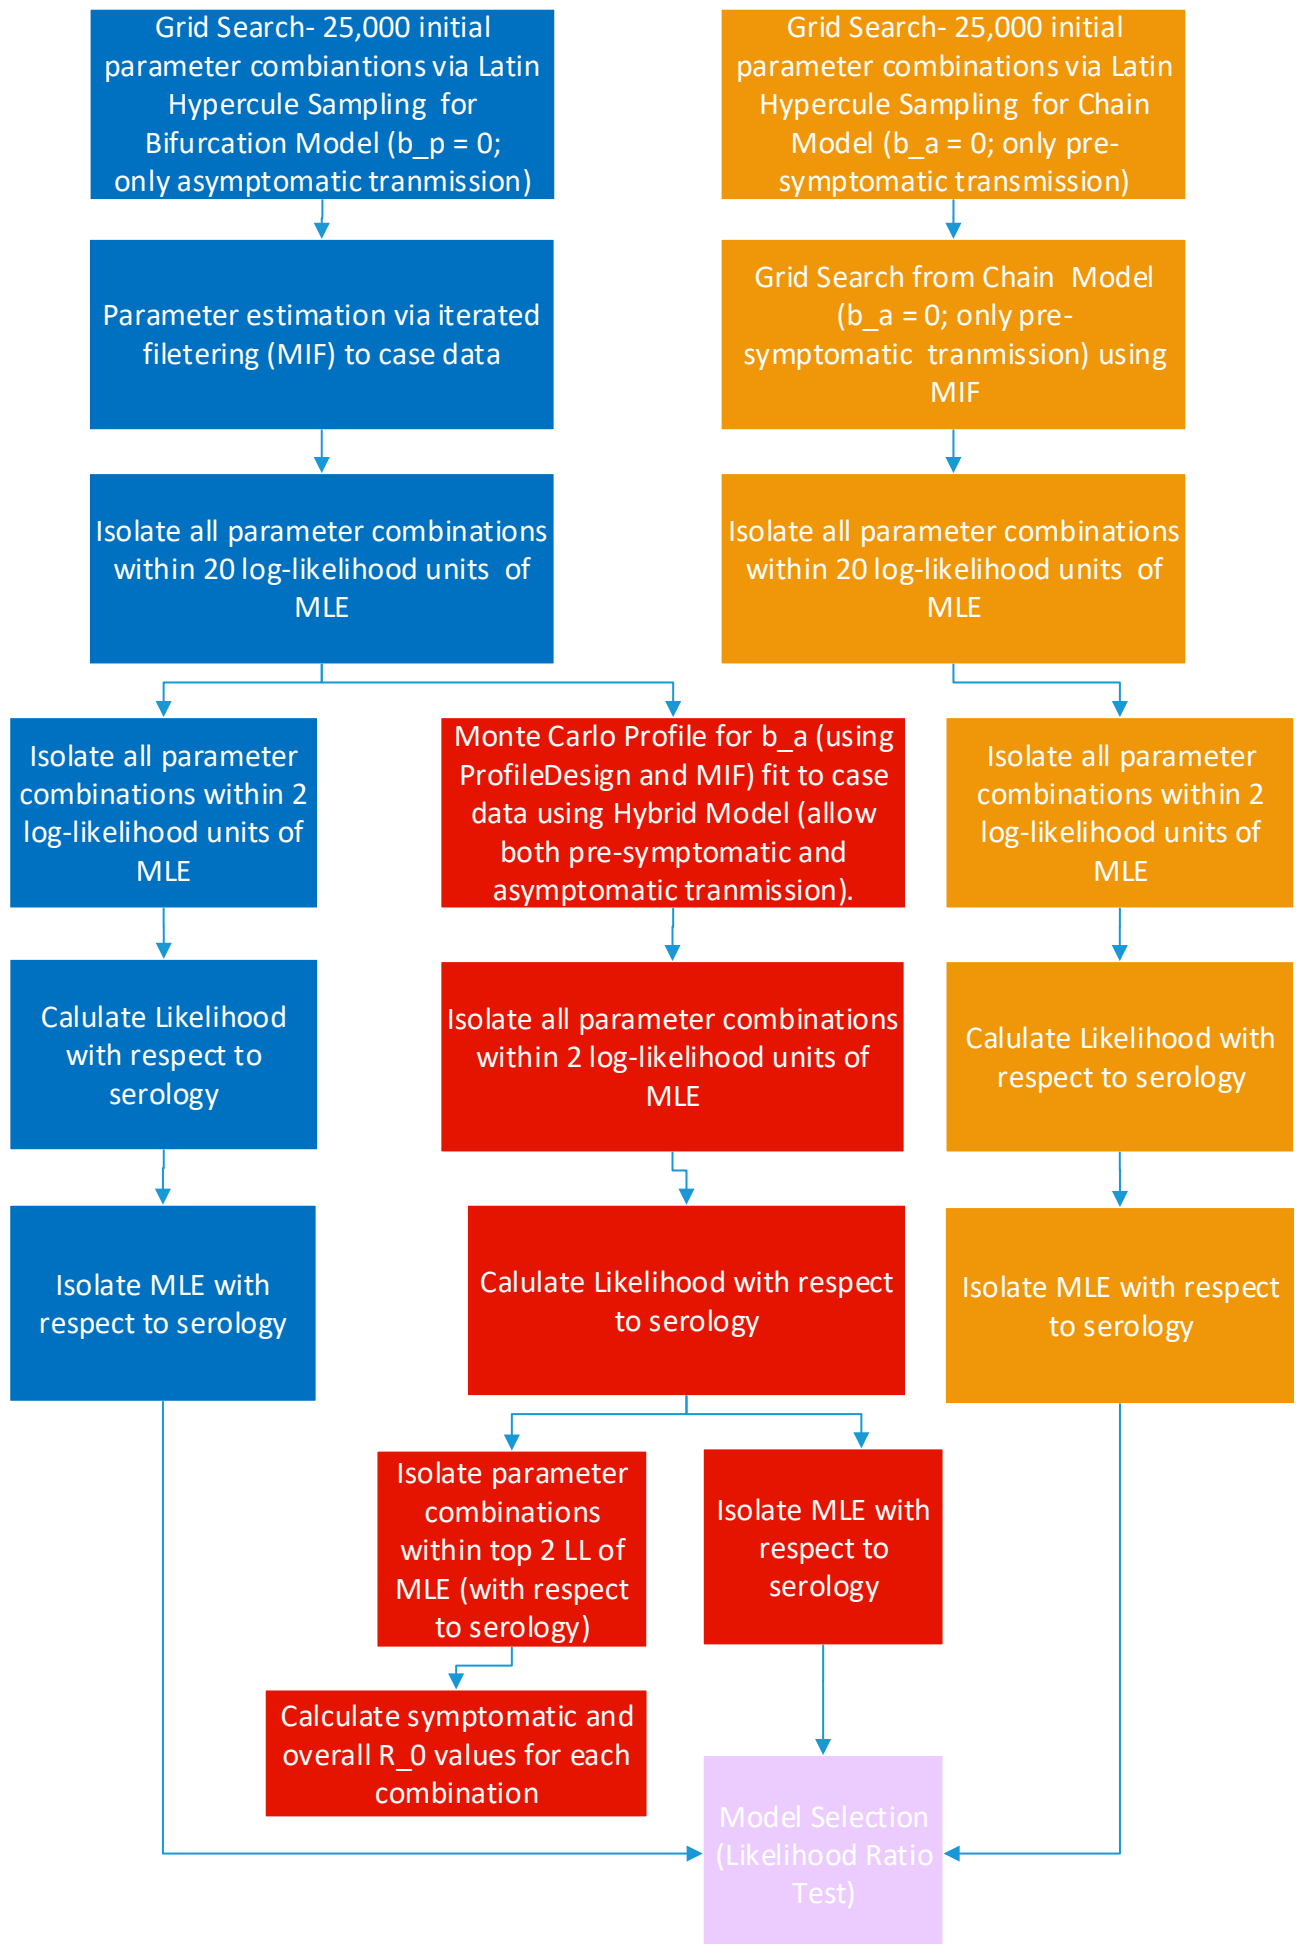 Grid Search- 25,000 initial
parameter combiantions via Latin
Hypercule Sampling for
Bifurcation Model (b_p = 0;
only asymptomatic tranmission)
Grid Search- 25,000 initial
parameter combinations via Latin
Hypercule Sampling for Chain
Model (b_a = 0; only pre-
symptomatic transmission)
Parameter estimation via iterated
filetering (MIF) to case data
Grid Search from Chain Model
(b_a = 0; only pre-
symptomatic tranmission) using
MIF
Isolate all parameter combinations
within 20 log-likelihood units of
MLE
Isolate all parameter combinations
within 20 log-likelihood units of
MLE
Isolate all parameter
combinations within 2
log-likelihood units of
MLE
Monte Carlo Profile for b_a (using
ProfileDesign and MIF) fit to case
data using Hybrid Model (allow
both pre-symptomatic and
asymptomatic tranmission).
Isolate all parameter
combinations within 2
log-likelihood units of
MLE
Calulate Likelihood
with respect to
serology
Isolate all parameter combinations
within 2 log-likelihood units of
MLE
Calulate Likelihood with
respect to serology
Isolate MLE with
respect to serology
Calulate Likelihood with respect
to serology
Isolate MLE with respect
to serology
Isolate parameter
combinations
within top 2 LL of
MLE (with respect
to serology)
Isolate MLE with
respect to
serology
Calculate symptomatic and
overall R_0 values for each
combination
Model Selection
(Likelihood Ratio
Test)